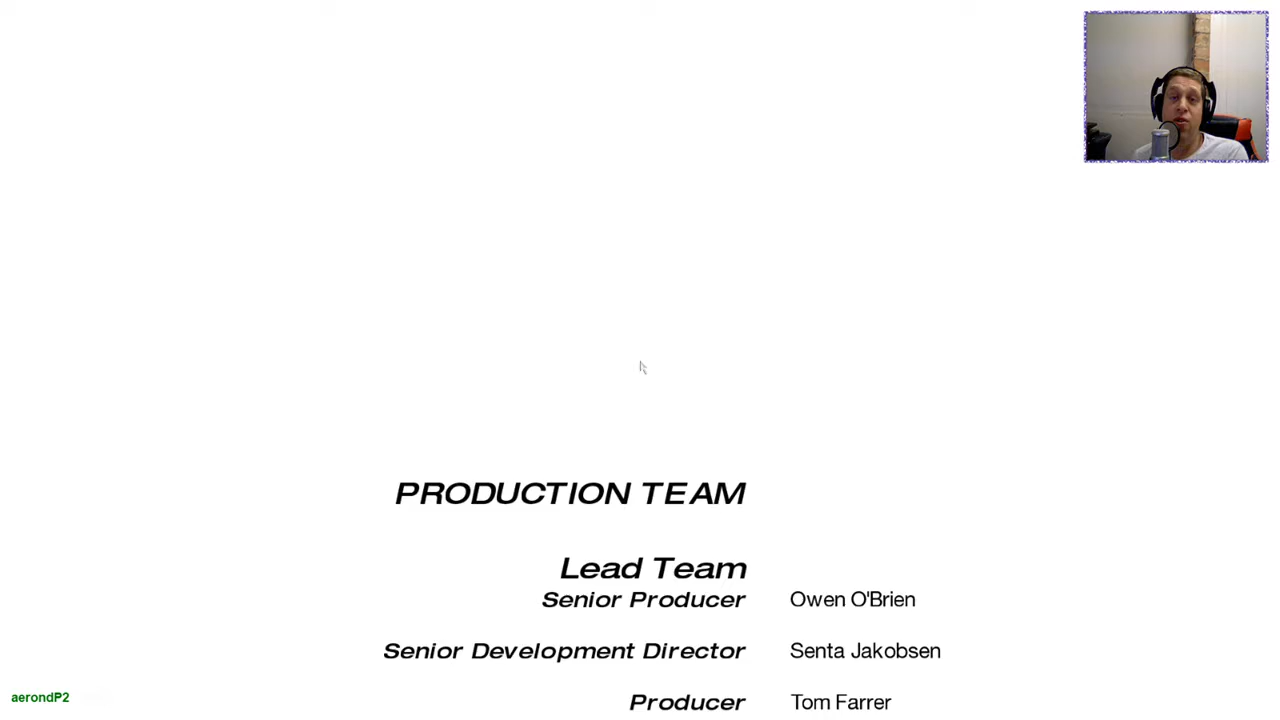 PRODUCTION TEAM
Lead Team
Senior Producer Owen O'Brien
Senior Development Director Senta Jakobsen
Producer Tom Farrer
aerondP2